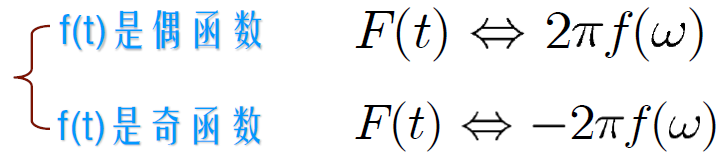 f(t)是偶函数 F(t) ⇔ 2πf(ω)
f(t)是奇函数 F(t) ⇔ −2πf(ω)